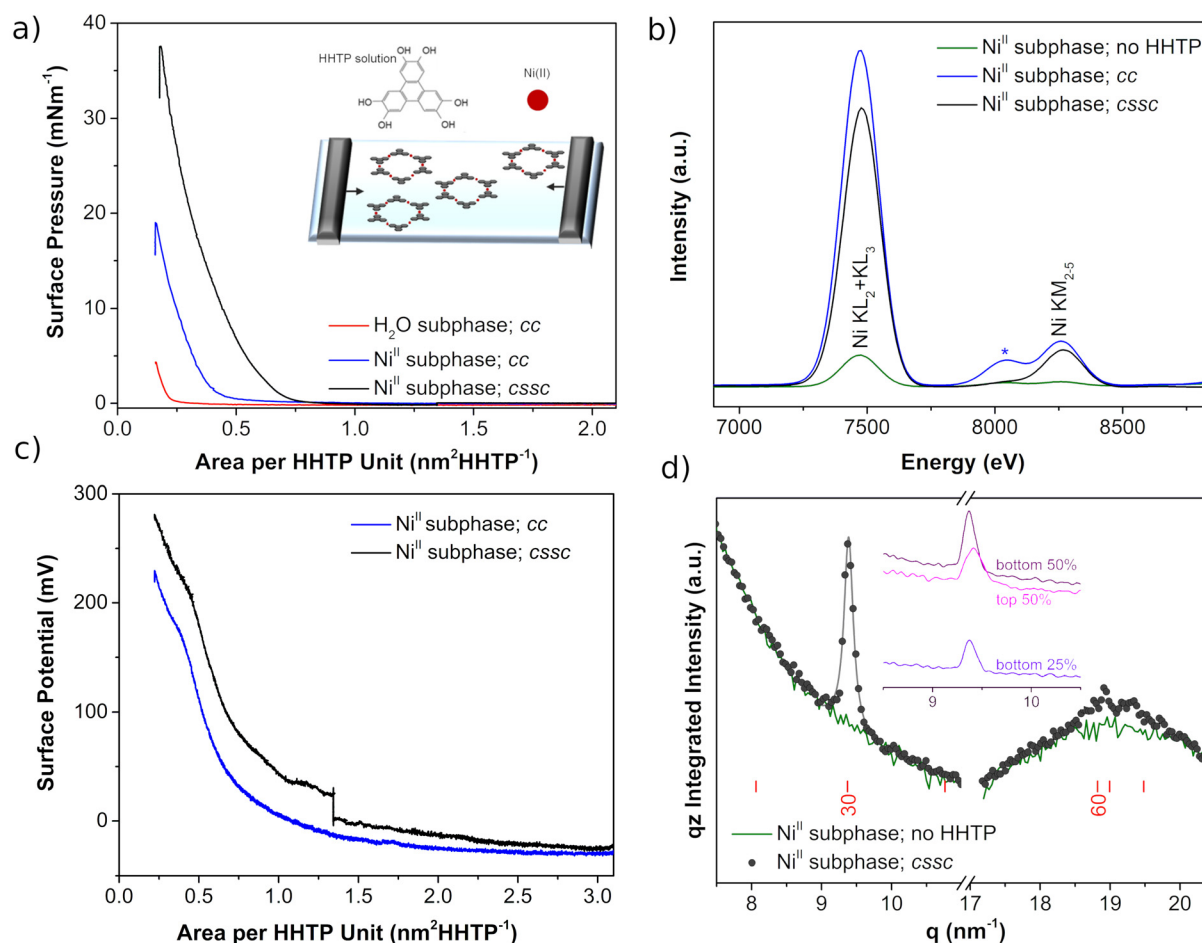 a)
Surface Pressure (mNm⁻¹)
40
30
20
10
0
HHTP solution
OH OH
HO OH
HO OH
Ni(II)
H₂O subphase; cc
Niᴵᴵ subphase; cc
Niᴵᴵ subphase; cssc
0.0 0.5 1.0 1.5 2.0
Area per HHTP Unit (nm²HHTP⁻¹)
b)
Intensity (a.u.)
Niᴵᴵ subphase; no HHTP
Niᴵᴵ subphase; cc
Niᴵᴵ subphase; cssc
Ni KL₂+KL₃
*
Ni KM₂₋₅
7000 7500 8000 8500
Energy (eV)
c)
Surface Potential (mV)
300
200
100
0
Niᴵᴵ subphase; cc
Niᴵᴵ subphase; cssc
0.0 0.5 1.0 1.5 2.0 2.5 3.0
Area per HHTP Unit (nm²HHTP⁻¹)
d)
qz Integrated Intensity (a.u.)
bottom 50%
top 50%
bottom 25%
9 10
30
60
Niᴵᴵ subphase; no HHTP
Niᴵᴵ subphase; cssc
8 9 10 17 18 19 20
q (nm⁻¹)